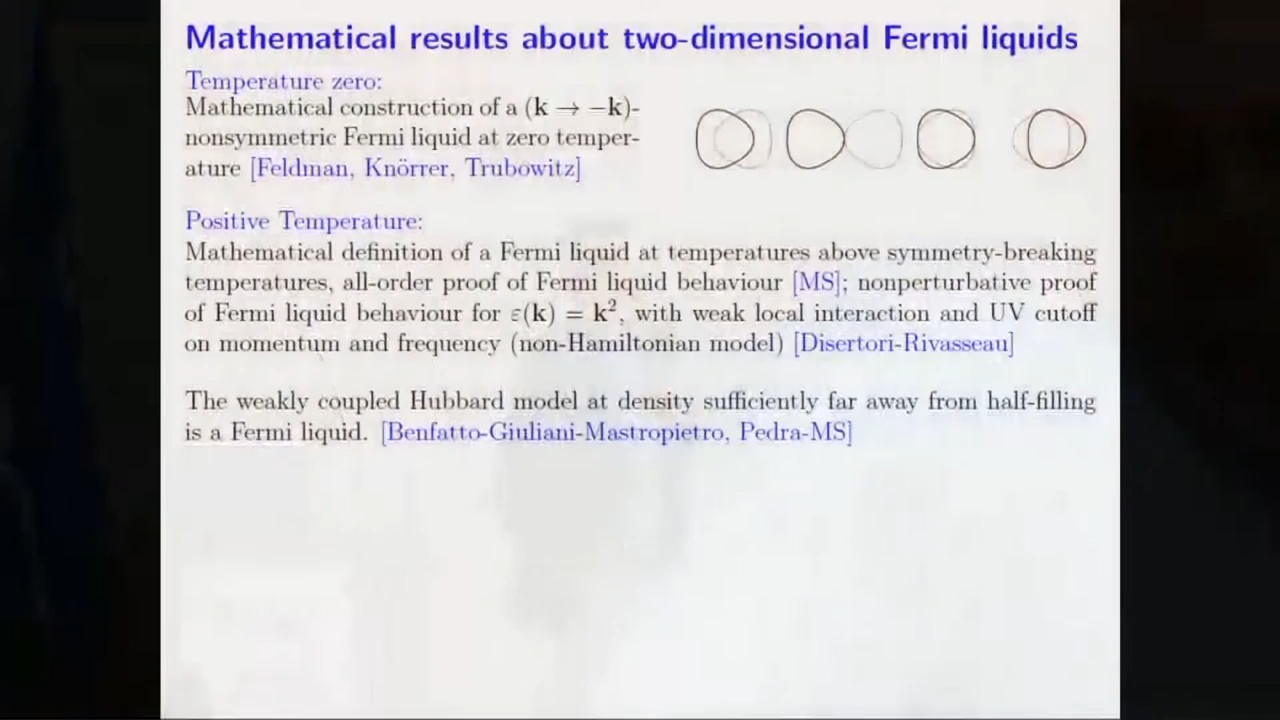 Mathematical results about two-dimensional Fermi liquids
Temperature zero:
Mathematical construction of a (k → −k)-
nonsymmetric Fermi liquid at zero temper-
ature [Feldman, Knörrer, Trubowitz]
Positive Temperature:
Mathematical definition of a Fermi liquid at temperatures above symmetry-breaking
temperatures, all-order proof of Fermi liquid behaviour [MS]; nonperturbative proof
of Fermi liquid behaviour for ε(k) = k², with weak local interaction and UV cutoff
on momentum and frequency (non-Hamiltonian model) [Disertori-Rivasseau]
The weakly coupled Hubbard model at density sufficiently far away from half-filling
is a Fermi liquid. [Benfatto-Giuliani-Mastropietro, Pedra-MS]